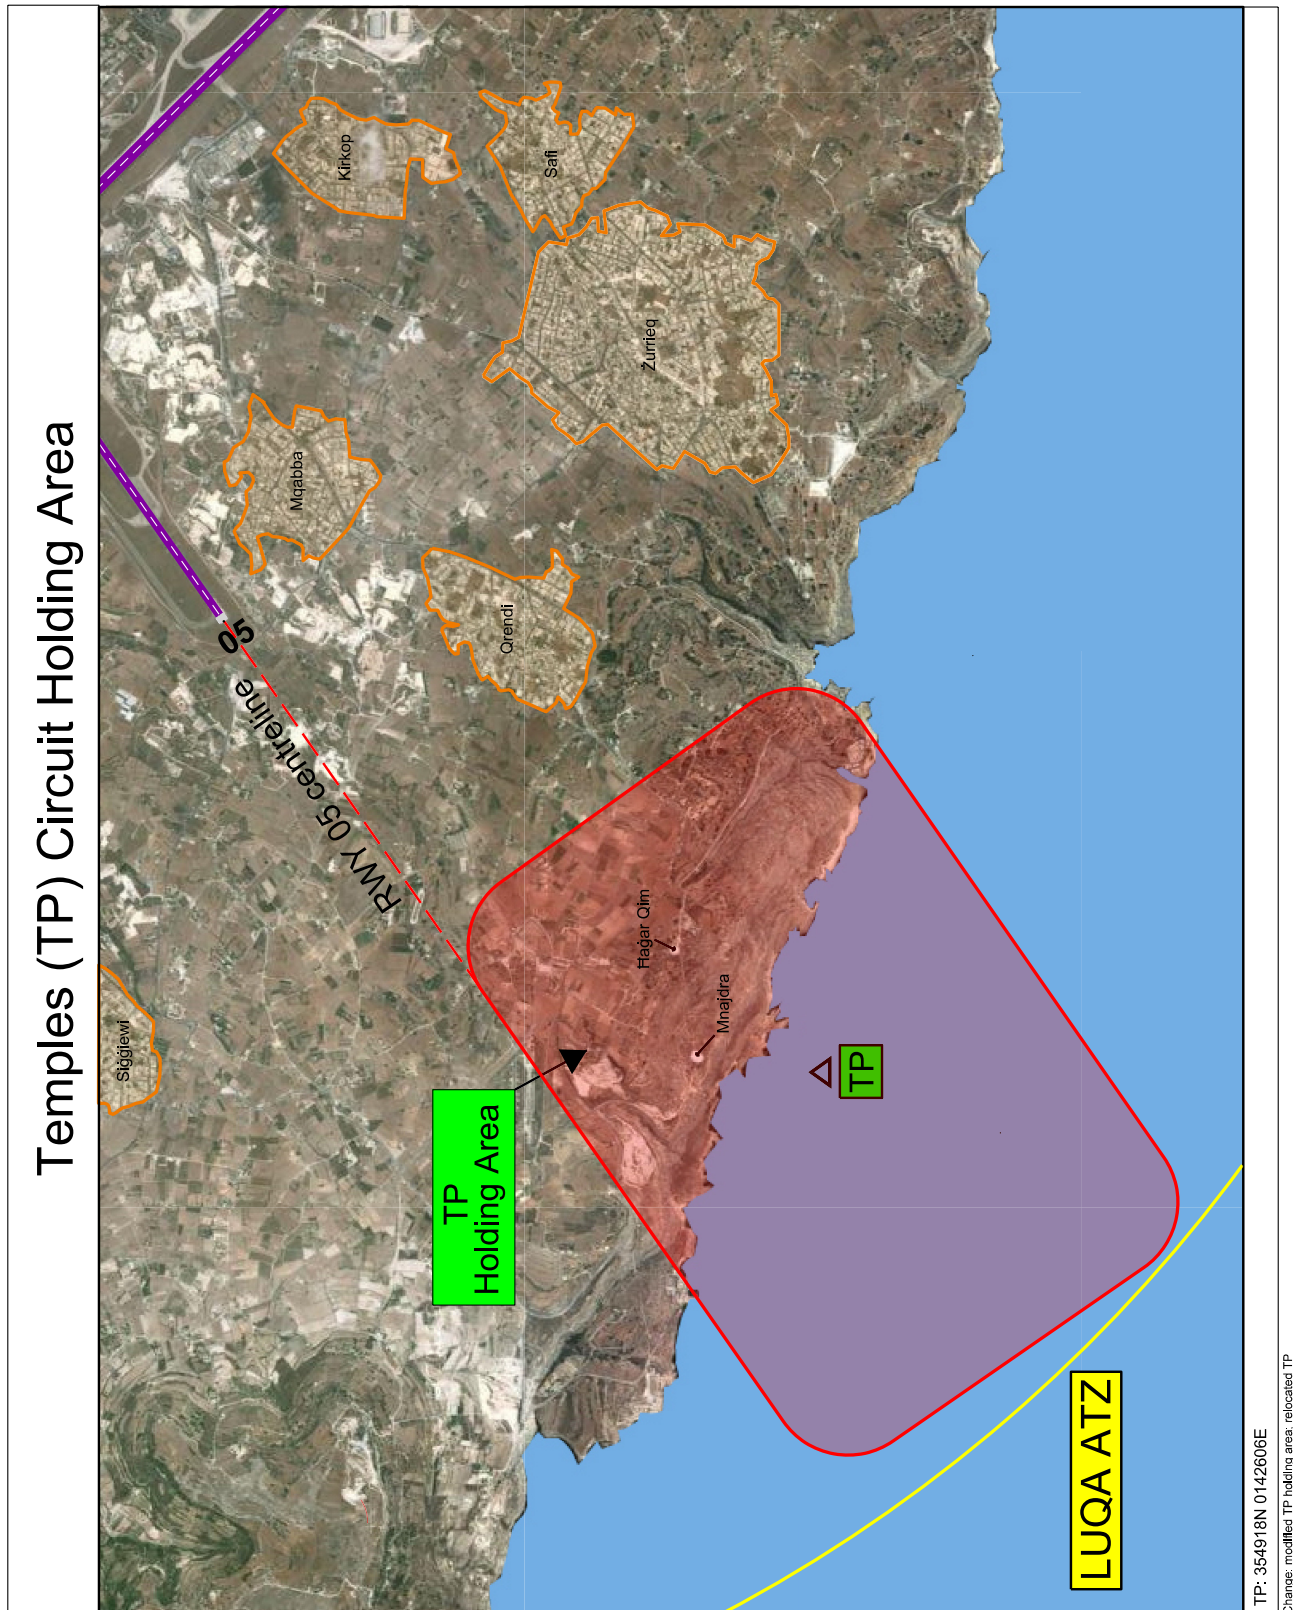 Temples (TP) Circuit Holding Area
Siġġiewi
Mqabba
Kirkop
Safi
Żurrieq
Qrendi
05
RWY 05 centreline
TP
Holding Area
Ħaġar Qim
Mnajdra
TP
LUQA ATZ
TP: 354918N 0142606E
Change: modified TP holding area; relocated TP